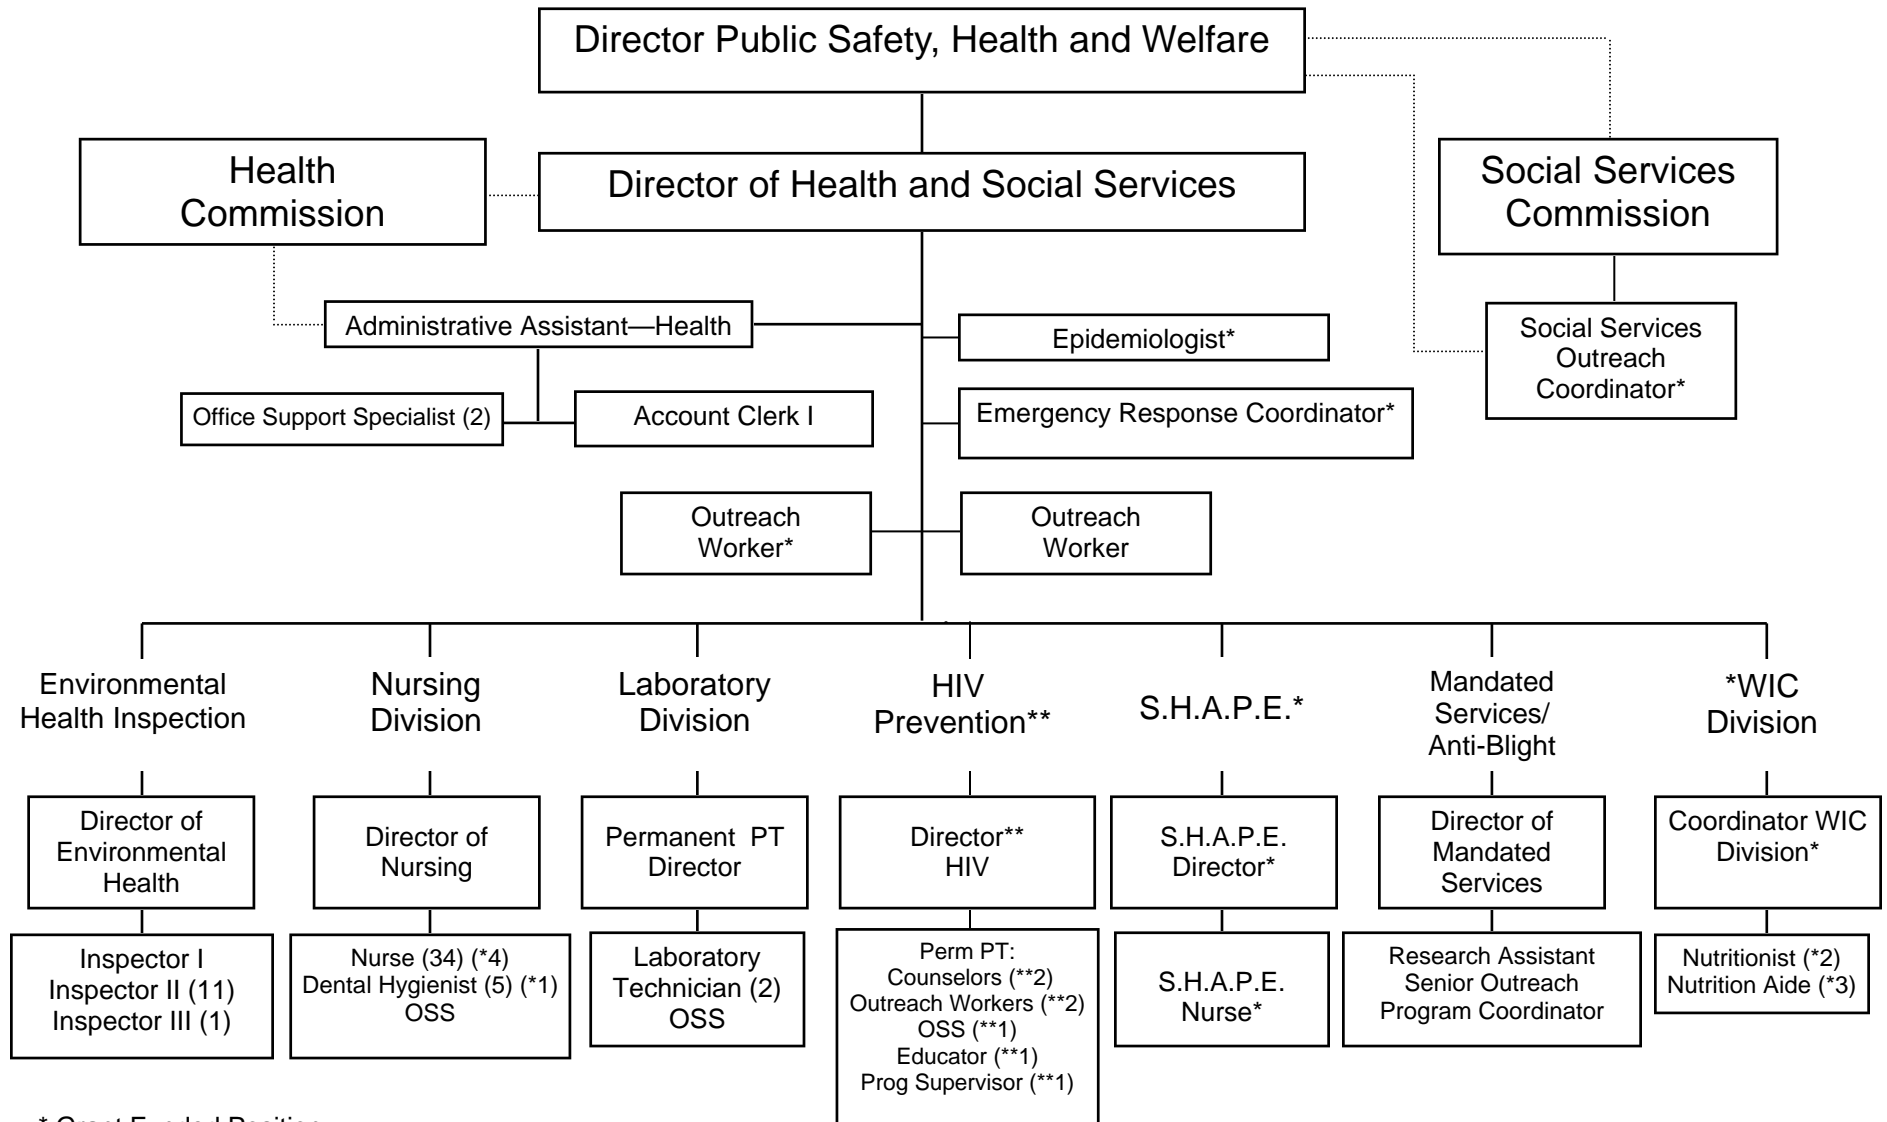 Director Public Safety, Health and Welfare
Health
Commission
Director of Health and Social Services
Social Services
Commission
Administrative Assistant—Health
Epidemiologist*
Social Services
Outreach
Coordinator*
Office Support Specialist (2)
Account Clerk I
Emergency Response Coordinator*
Outreach
Worker*
Outreach
Worker
Environmental
Health Inspection
Nursing
Division
Laboratory
Division
HIV
Prevention**
S.H.A.P.E.*
Mandated
Services/
Anti-Blight
*WIC
Division
Director of
Environmental
Health
Director of
Nursing
Permanent PT
Director
Director**
HIV
S.H.A.P.E.
Director*
Director of
Mandated
Services
Coordinator WIC
Division*
Inspector I
Inspector II (11)
Inspector III (1)
Nurse (34) (*4)
Dental Hygienist (5) (*1)
OSS
Laboratory
Technician (2)
OSS
Perm PT:
Counselors (**2)
Outreach Workers (**2)
OSS (**1)
Educator (**1)
Prog Supervisor (**1)
S.H.A.P.E.
Nurse*
Research Assistant
Senior Outreach
Program Coordinator
Nutritionist (*2)
Nutrition Aide (*3)
* Grant Funded Position